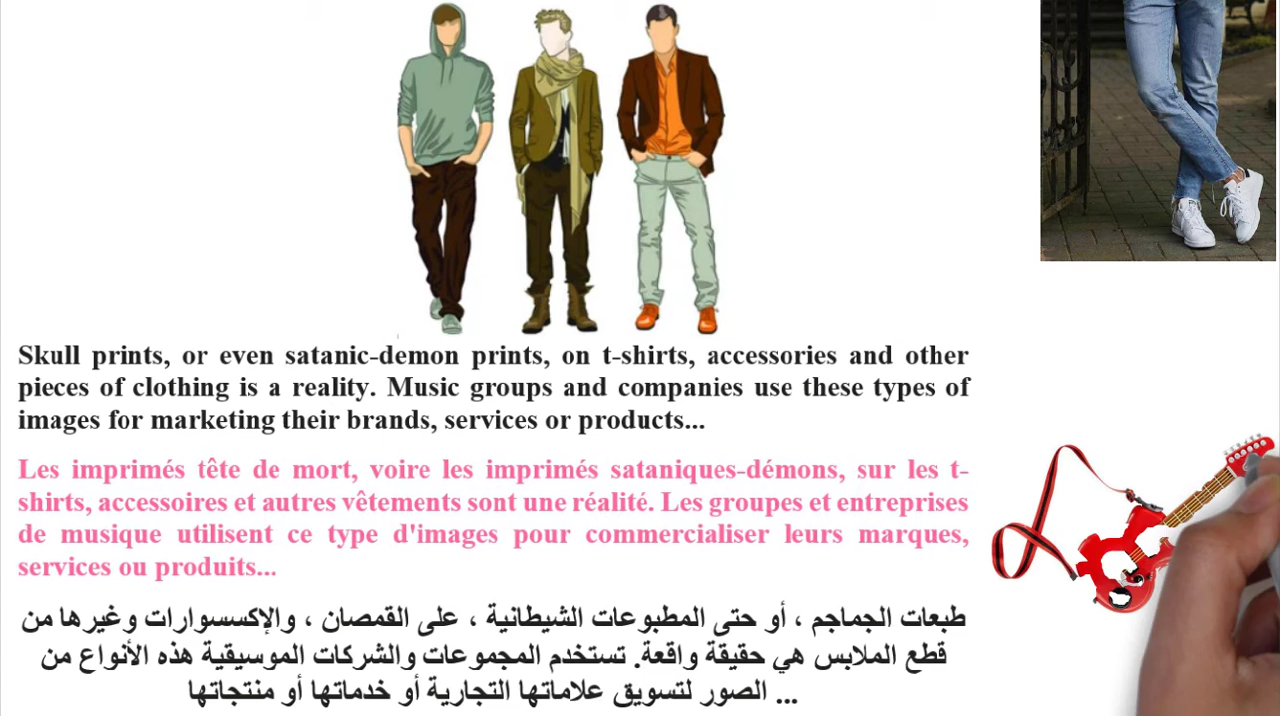 Skull prints, or even satanic-demon prints, on t-shirts, accessories and other
pieces of clothing is a reality. Music groups and companies use these types of
images for marketing their brands, services or products...
Les imprimés tête de mort, voire les imprimés sataniques-démons, sur les t-
shirts, accessoires et autres vêtements sont une réalité. Les groupes et entreprises
de musique utilisent ce type d'images pour commercialiser leurs marques,
services ou produits...
طبعات الجماجم ، أو حتى المطبوعات الشيطانية ، على القمصان ، والإكسسوارات وغيرها من
قطع الملابس هي حقيقة واقعة. تستخدم المجموعات والشركات الموسيقية هذه الأنواع من
الصور لتسويق علاماتها التجارية أو خدماتها أو منتجاتها ...